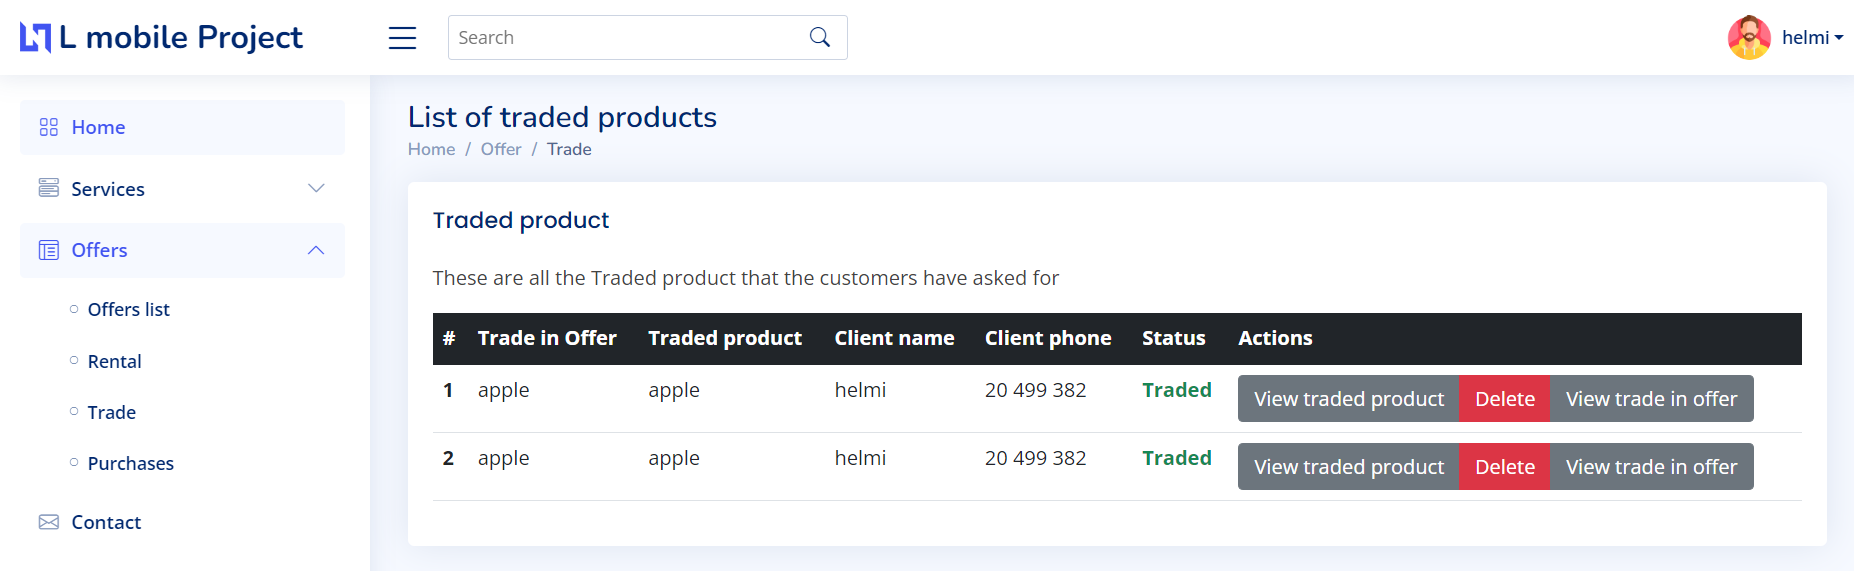 L mobile Project
Search
helmi
Home
Services
Offers
Offers list
Rental
Trade
Purchases
Contact
List of traded products
Home / Offer / Trade
Traded product
These are all the Traded product that the customers have asked for
# Trade in Offer Traded product Client name Client phone Status Actions
1 apple apple helmi 20 499 382 Traded View traded product Delete View trade in offer
2 apple apple helmi 20 499 382 Traded View traded product Delete View trade in offer